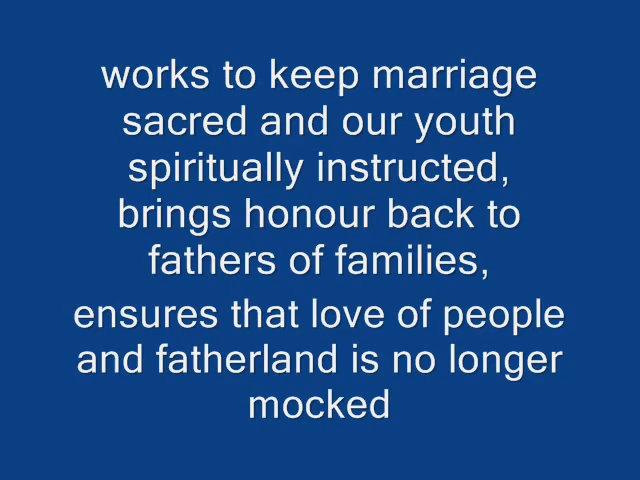 works to keep marriage
sacred and our youth
spiritually instructed,
brings honour back to
fathers of families,
ensures that love of people
and fatherland is no longer
mocked